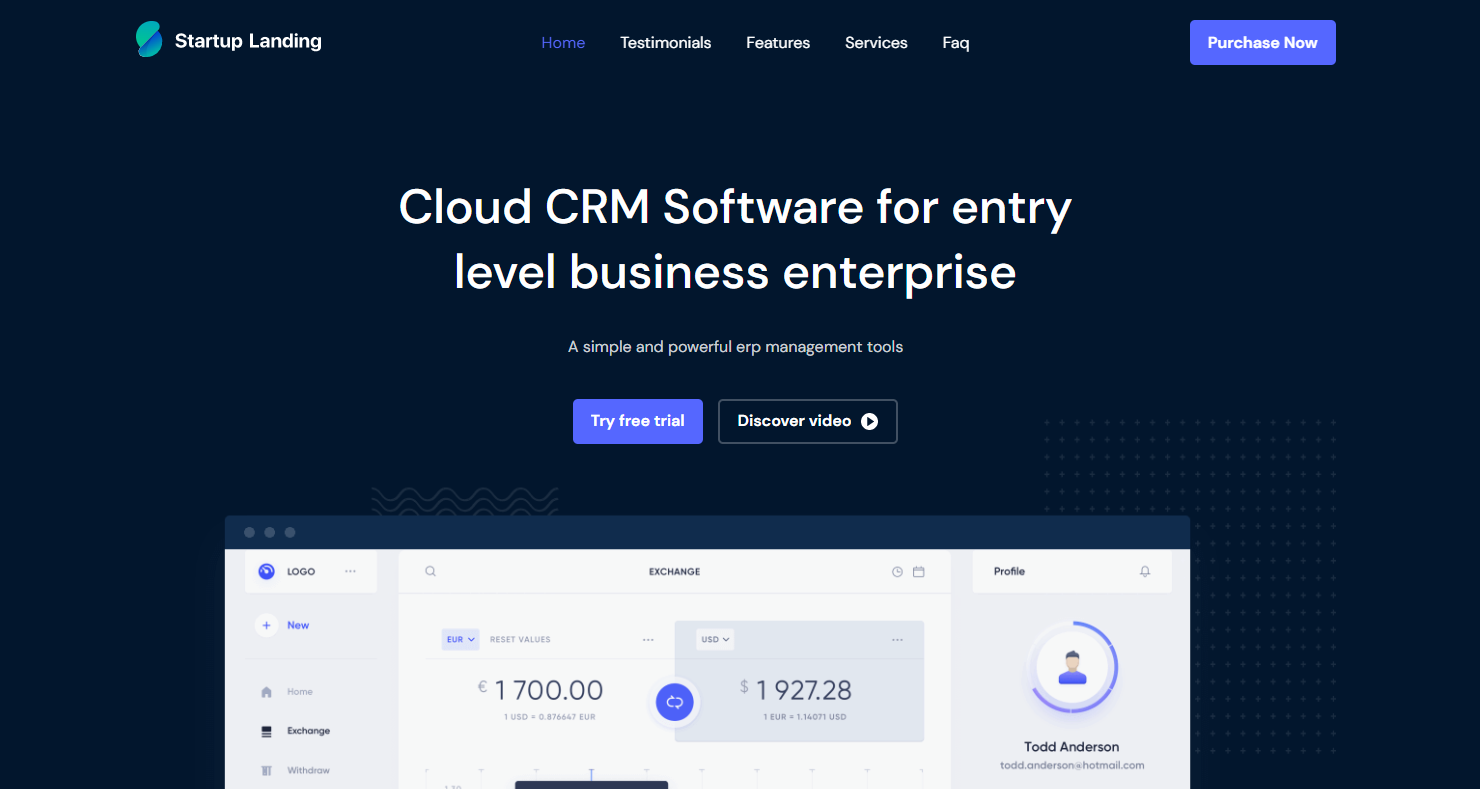 Startup Landing
Home Testimonials Features Services Faq
Purchase Now
Cloud CRM Software for entry
level business enterprise
A simple and powerful erp management tools
Try free trial
Discover video
LOGO
EXCHANGE
Profile
New
EUR RESET VALUES
USD
€ 1 700.00
$ 1 927.28
1 USD = 0.876647 EUR
1 EUR = 1.14071 USD
Home
Exchange
Withdraw
Todd Anderson
todd.anderson@hotmail.com